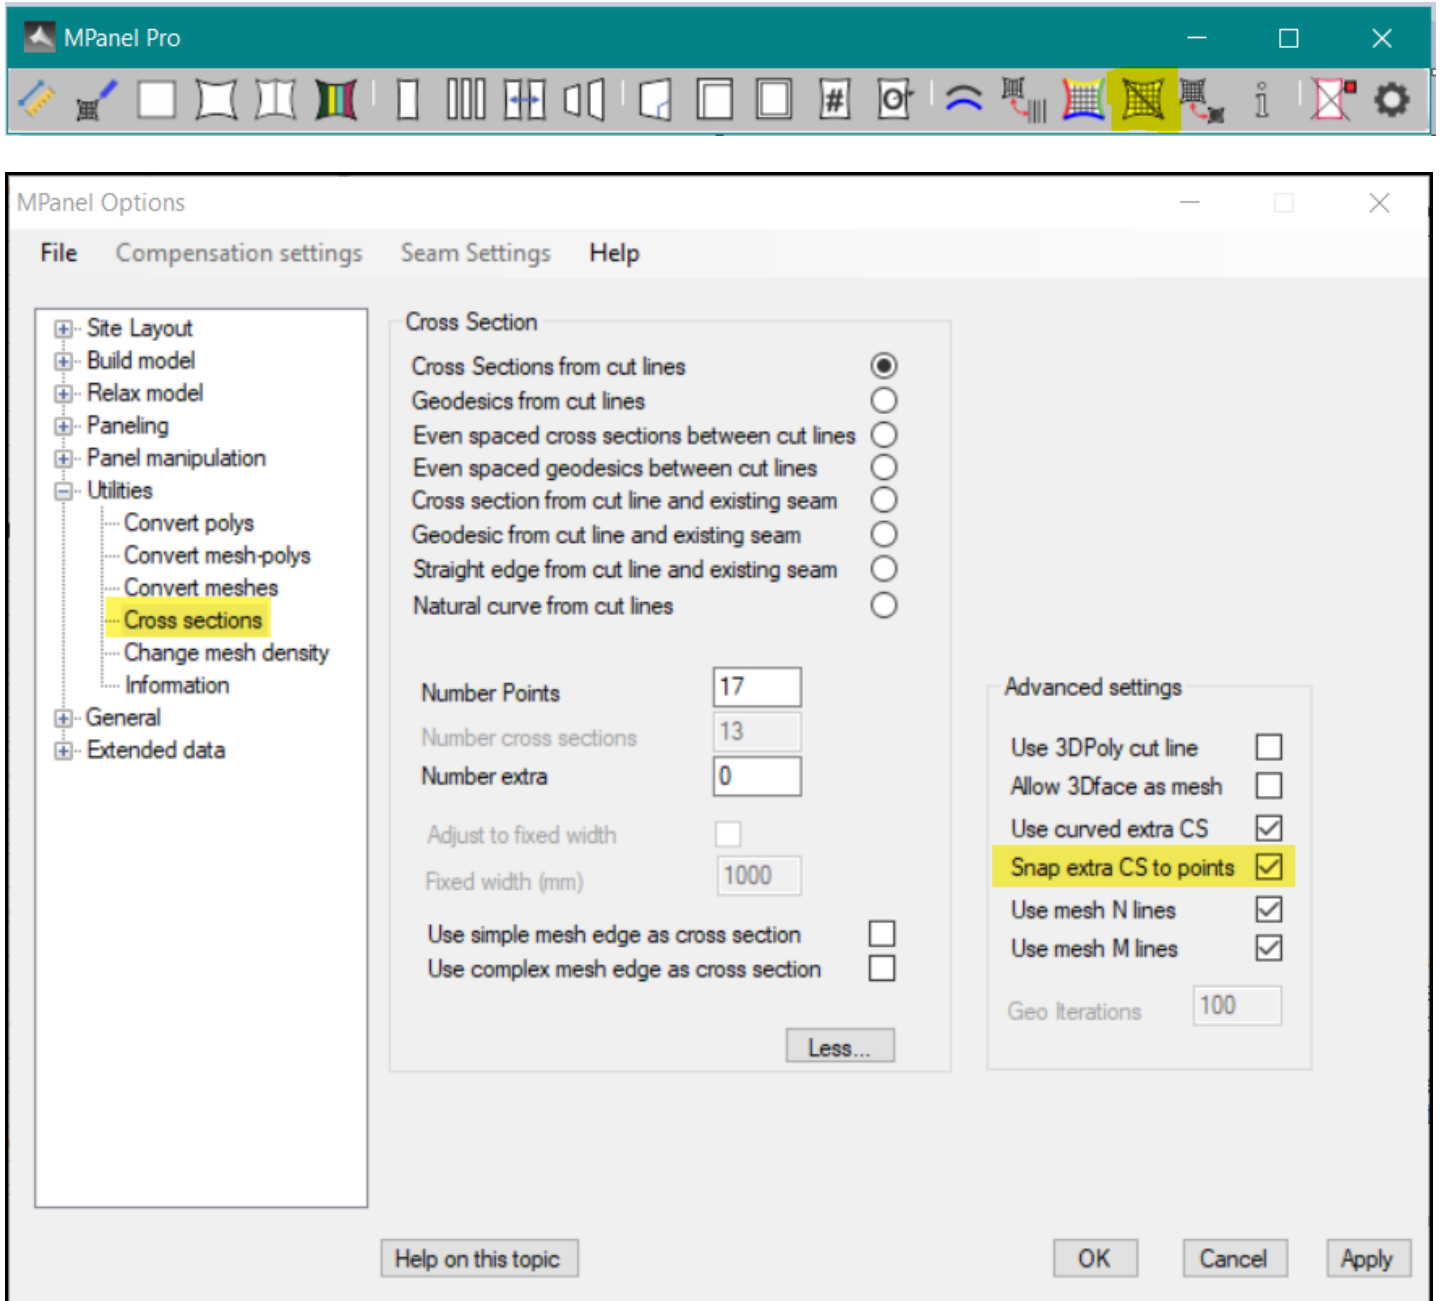 MPanel Pro
#
MPanel Options
File Compensation settings Seam Settings Help
Site Layout
Build model
Relax model
Paneling
Panel manipulation
Utilities
Convert polys
Convert mesh-polys
Convert meshes
Cross sections
Change mesh density
Information
General
Extended data
Cross Section
Cross Sections from cut lines
Geodesics from cut lines
Even spaced cross sections between cut lines
Even spaced geodesics between cut lines
Cross section from cut line and existing seam
Geodesic from cut line and existing seam
Straight edge from cut line and existing seam
Natural curve from cut lines
Number Points 17
Number cross sections 13
Number extra 0
Adjust to fixed width
Fixed width (mm) 1000
Use simple mesh edge as cross section
Use complex mesh edge as cross section
Less...
Advanced settings
Use 3DPoly cut line
Allow 3Dface as mesh
Use curved extra CS
Snap extra CS to points
Use mesh N lines
Use mesh M lines
Geo Iterations 100
Help on this topic
OK Cancel Apply